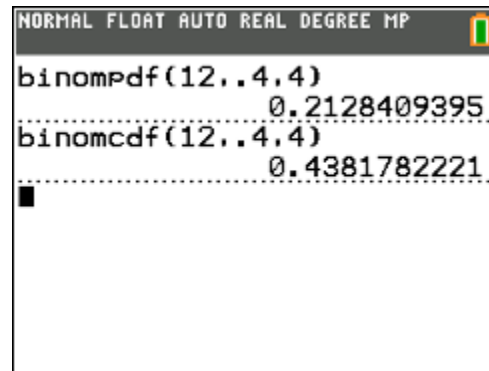 NORMAL FLOAT AUTO REAL DEGREE MP
binompdf(12,.4,4)
0.2128409395
binomcdf(12,.4,4)
0.4381782221